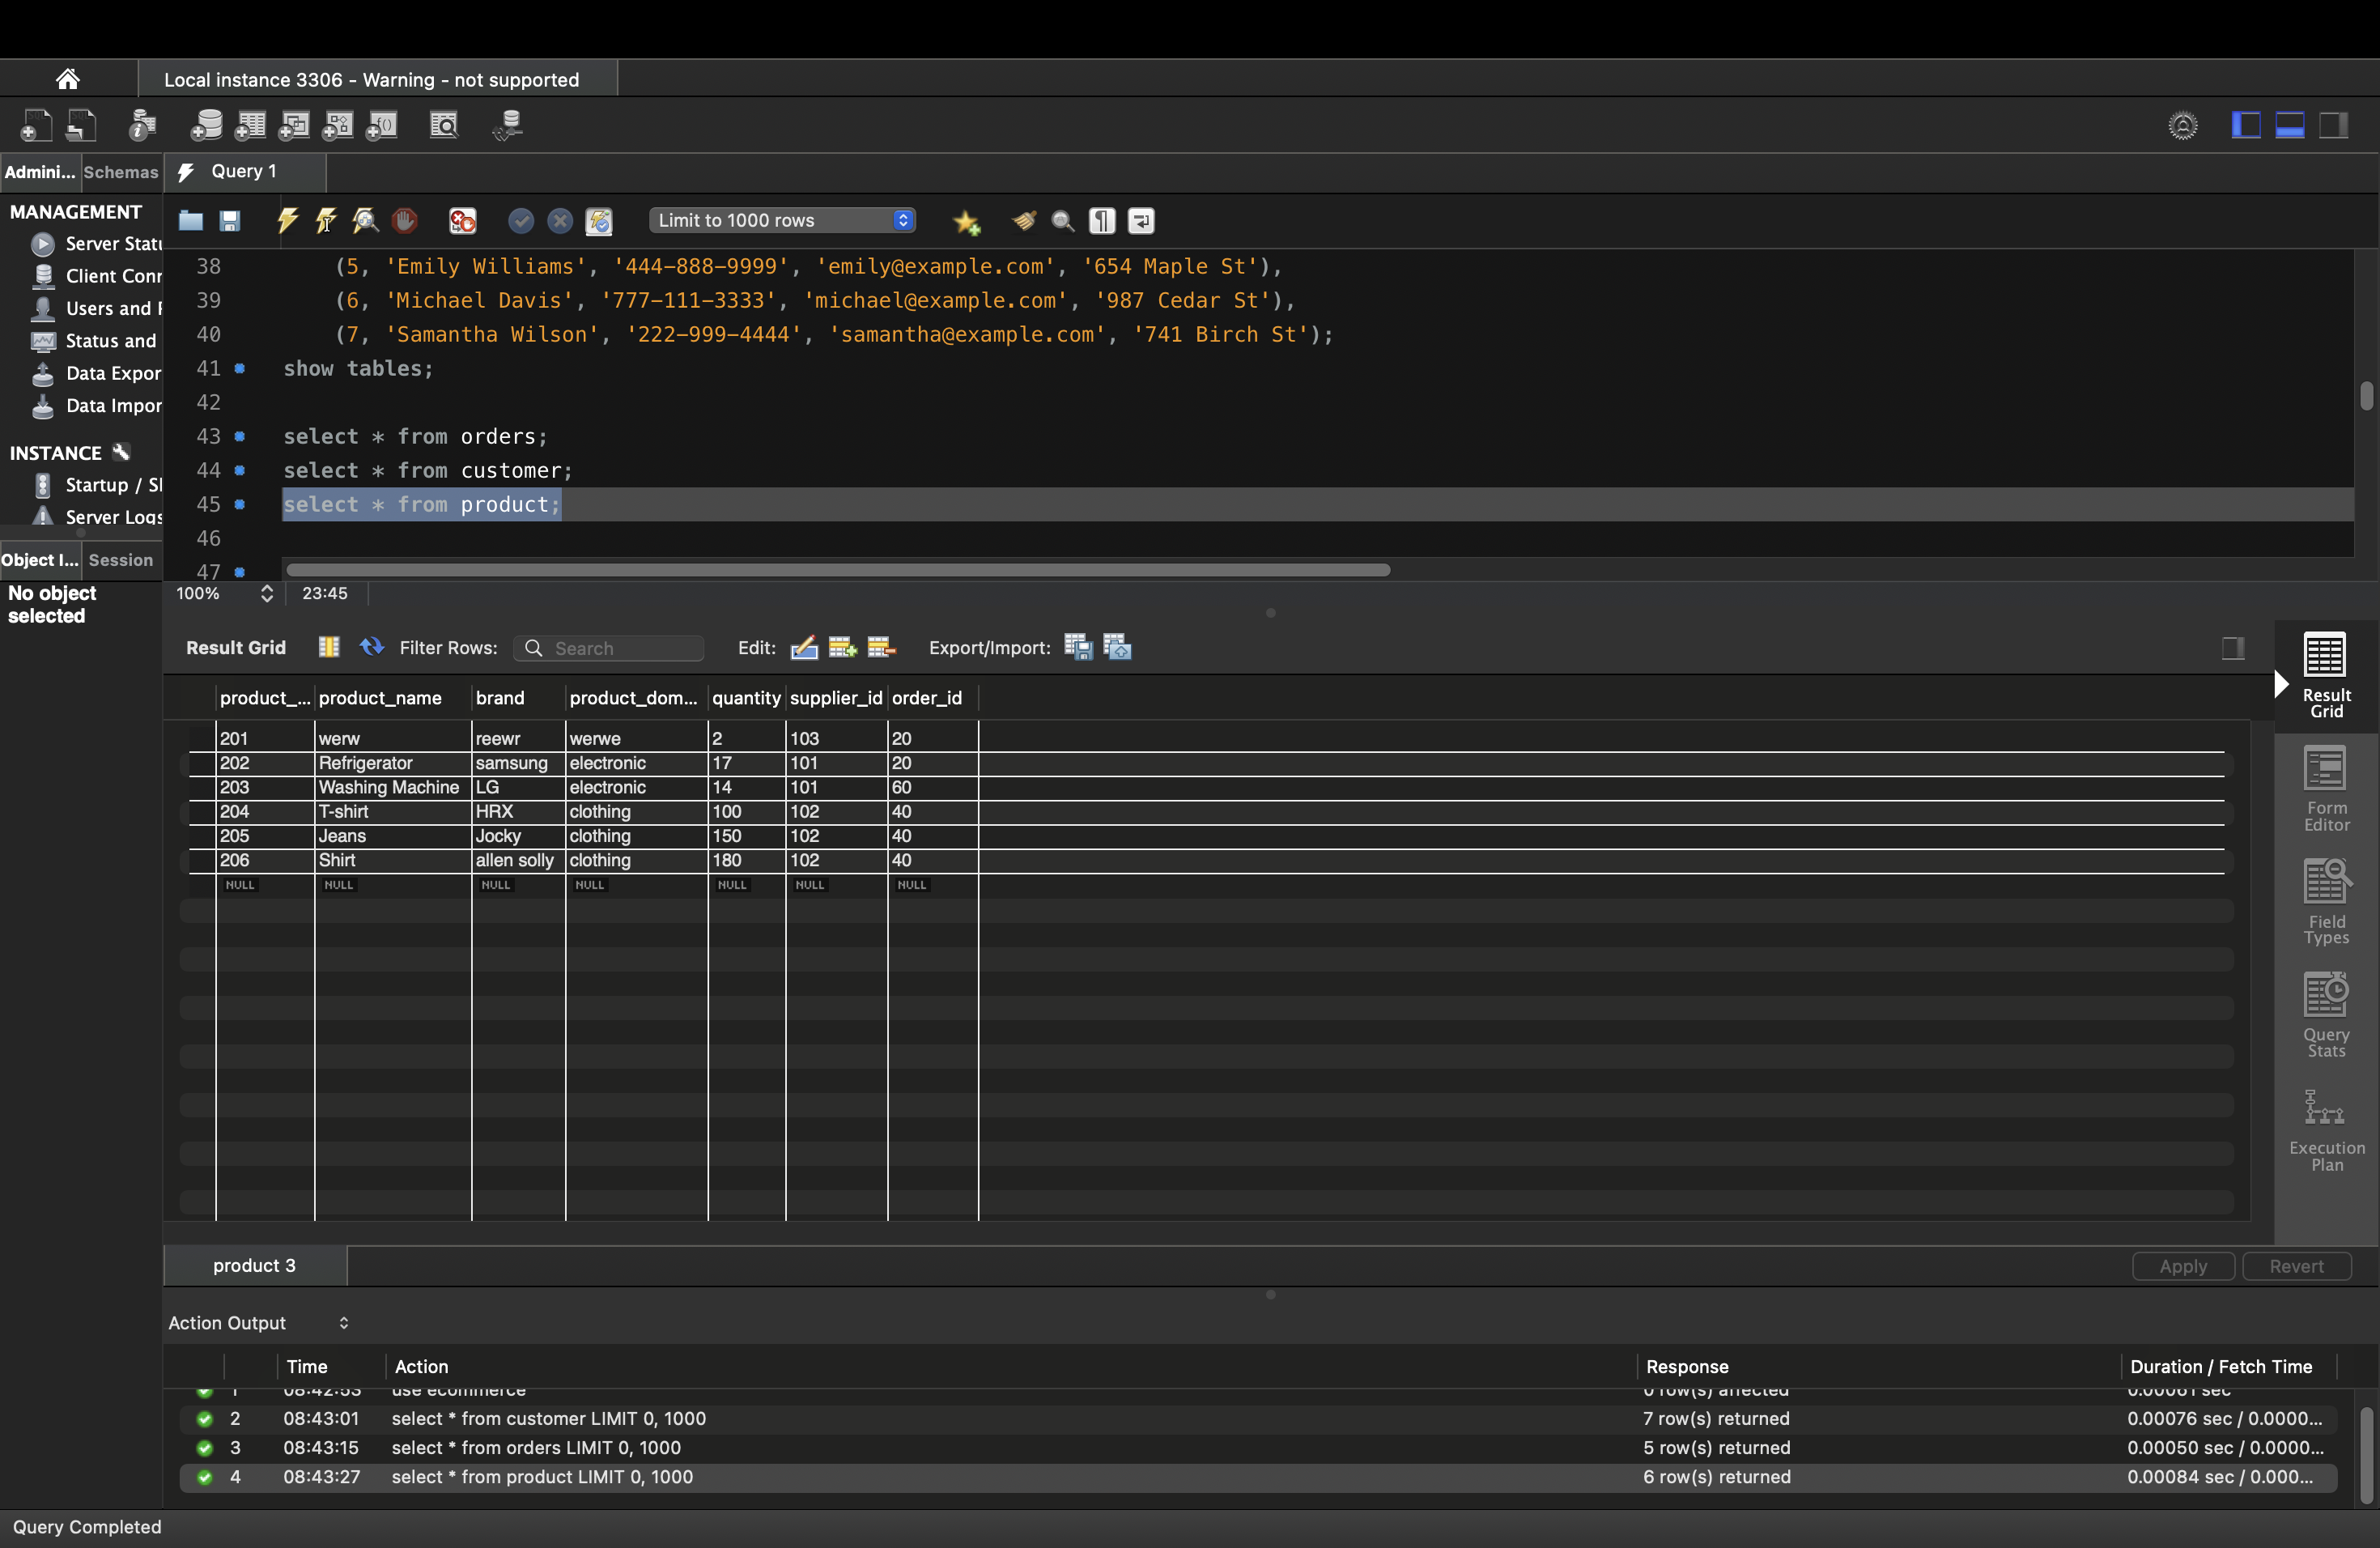 Local instance 3306 - Warning - not supported
Admini... Schemas Query 1
MANAGEMENT
Server Statu
Client Conn
Users and
Status and
Data Expor
Data Impor
INSTANCE
Startup / Sh
Server Logs
Object I... Session
No object
selected
Limit to 1000 rows
38 (5, 'Emily Williams', '444-888-9999', 'emily@example.com', '654 Maple St'),
39 (6, 'Michael Davis', '777-111-3333', 'michael@example.com', '987 Cedar St'),
40 (7, 'Samantha Wilson', '222-999-4444', 'samantha@example.com', '741 Birch St');
41 show tables;
42
43 select * from orders;
44 select * from customer;
45 select * from product;
46
47
100% 23:45
Result Grid Filter Rows: Search Edit: Export/Import:
product_... product_name brand product_dom... quantity supplier_id order_id
201 werw reewr werwe 2 103 20
202 Refrigerator samsung electronic 17 101 20
203 Washing Machine LG electronic 14 101 60
204 T-shirt HRX clothing 100 102 40
205 Jeans Jocky clothing 150 102 40
206 Shirt allen solly clothing 180 102 40
NULL NULL NULL NULL NULL NULL NULL
Result
Grid
Form
Editor
Field
Types
Query
Stats
Execution
Plan
product 3 Apply Revert
Action Output
Time Action Response Duration / Fetch Time
1 08:42:53 use ecommerce 0 row(s) affected 0.00061 sec
2 08:43:01 select * from customer LIMIT 0, 1000 7 row(s) returned 0.00076 sec / 0.0000...
3 08:43:15 select * from orders LIMIT 0, 1000 5 row(s) returned 0.00050 sec / 0.0000...
4 08:43:27 select * from product LIMIT 0, 1000 6 row(s) returned 0.00084 sec / 0.000...
Query Completed